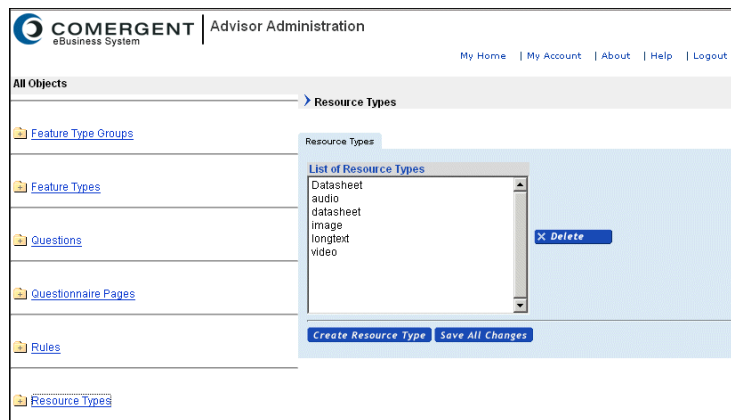 COMERGENT
eBusiness System
Advisor Administration
My Home | My Account | About | Help | Logout
All Objects
Resource Types
Feature Type Groups
Feature Types
Questions
Questionnaire Pages
Rules
Resource Types
Resource Types
List of Resource Types
Datasheet
audio
datasheet
image
longtext
video
X Delete
Create Resource Type
Save All Changes